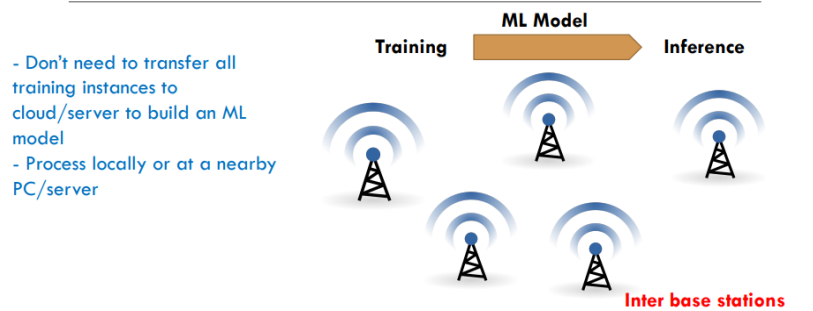 - Don't need to transfer all
training instances to
cloud/server to build an ML
model
- Process locally or at a nearby
PC/server
ML Model
Training
Inference
Inter base stations